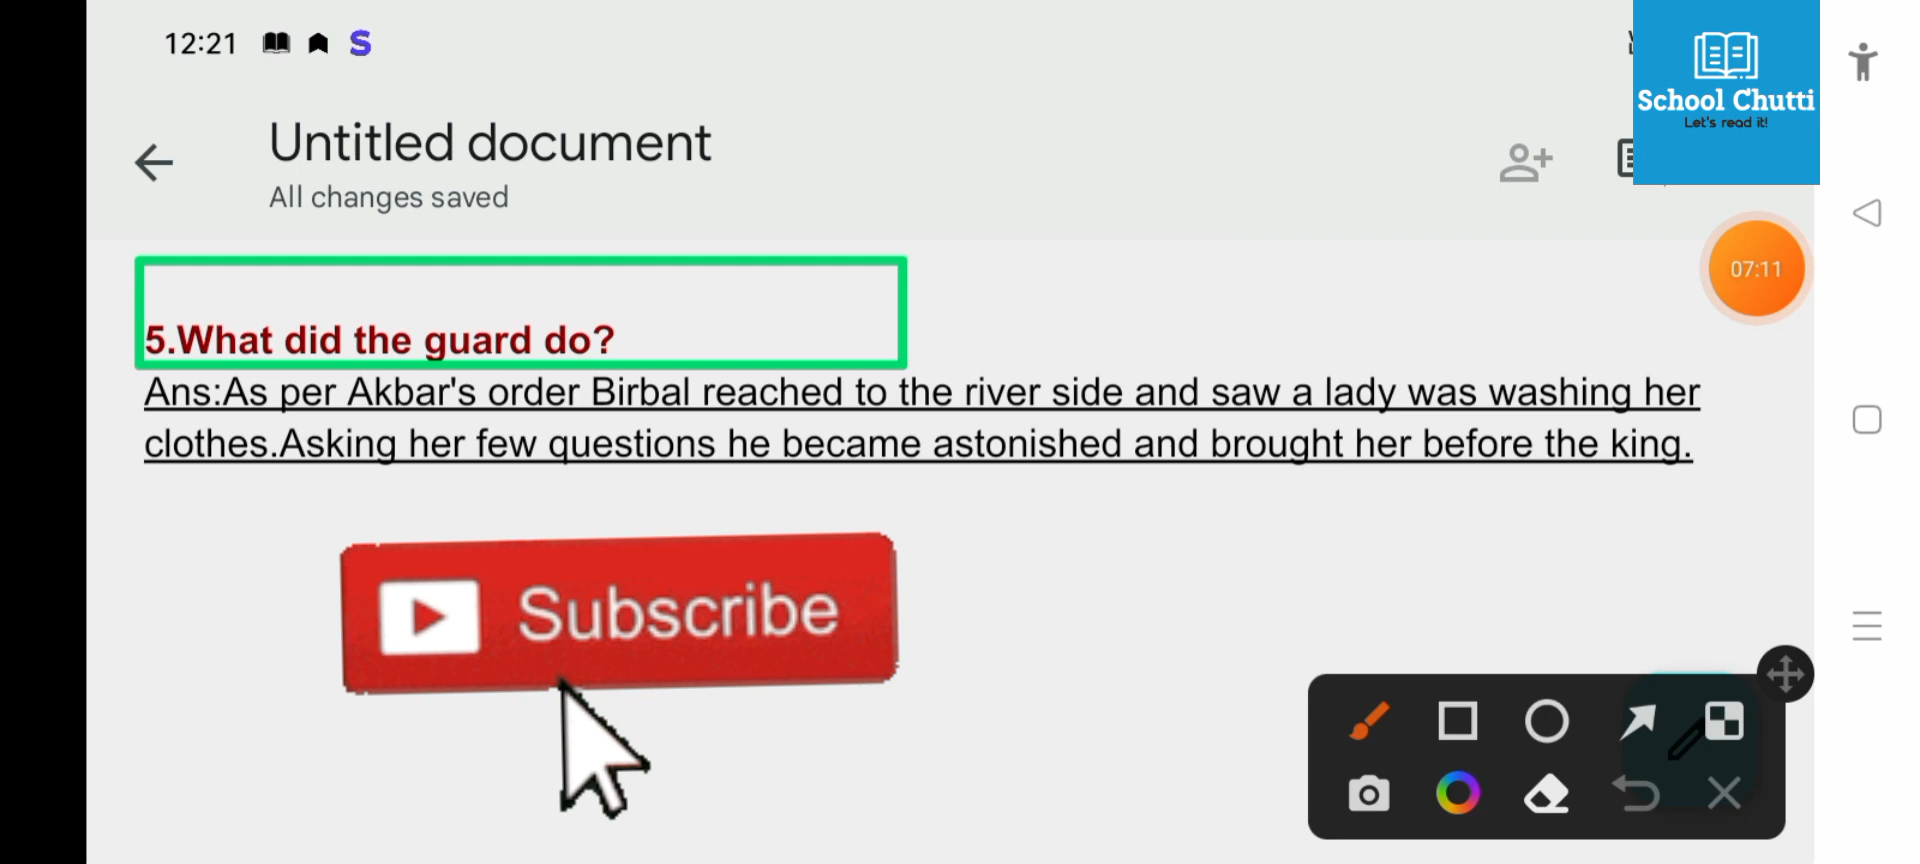 12:21
S
School Chutti
Let's read it!
Untitled document
All changes saved
07:11
5.What did the guard do?
Ans:As per Akbar's order Birbal reached to the river side and saw a lady was washing her
clothes.Asking her few questions he became astonished and brought her before the king.
Subscribe